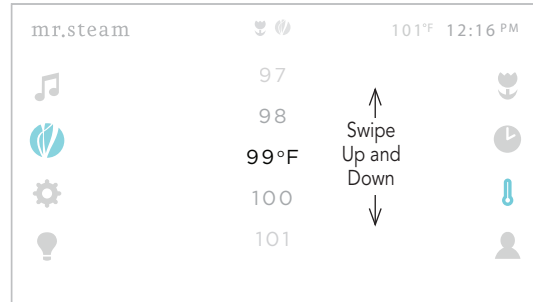 mr.steam
101°F 12:16 PM
97
98
99°F
100
101
Swipe
Up and
Down